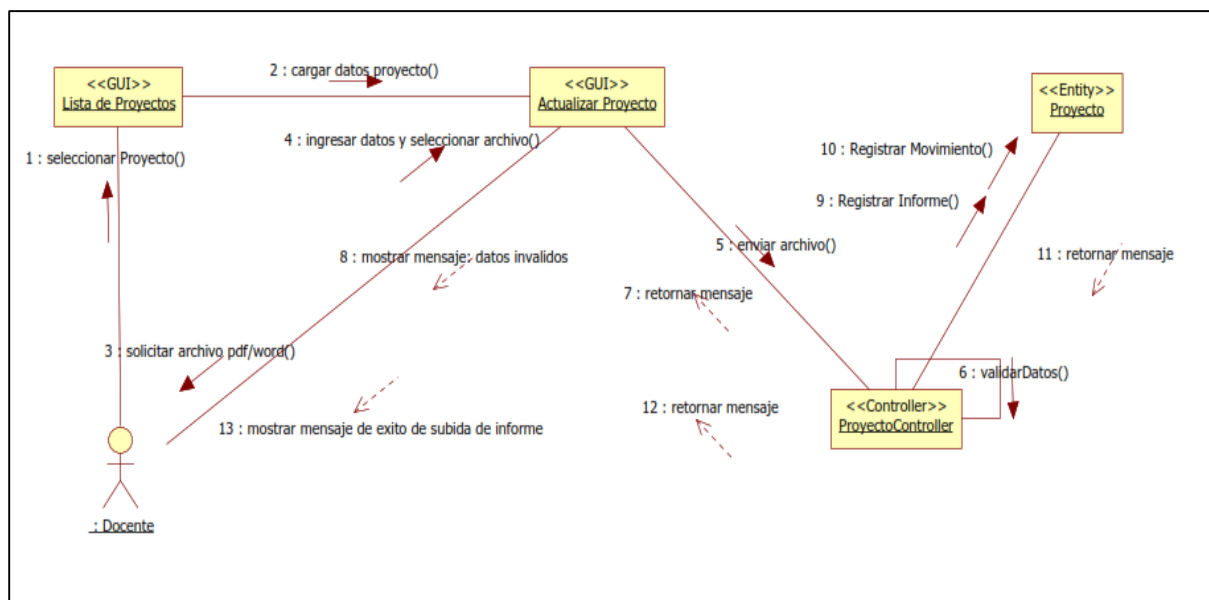 2 : cargar datos proyecto()
<<GUI>>
Lista de Proyectos
<<GUI>>
Actualizar Proyecto
<<Entity>>
Proyecto
4 : ingresar datos y seleccionar archivo()
1 : seleccionar Proyecto()
10 : Registrar Movimiento()
9 : Registrar Informe()
5 : enviar archivo()
8 : mostrar mensaje: datos invalidos
11 : retornar mensaje
7 : retornar mensaje
3 : solicitar archivo pdf/word()
6 : validarDatos()
<<Controller>>
ProyectoController
12 : retornar mensaje
13 : mostrar mensaje de exito de subida de informe
: Docente